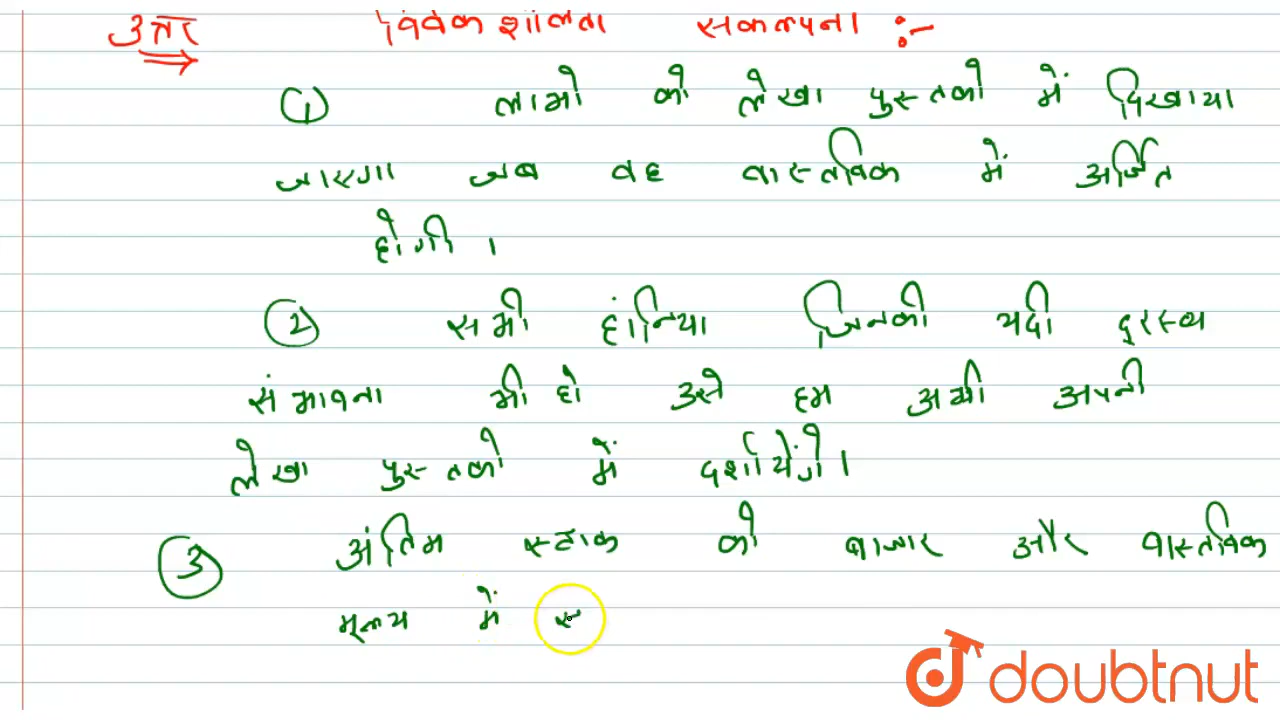 उत्तर विवेकशीलता संकल्पना :-
① लाभो को लेखा पुस्तको में दिखाया
जाएगा जब वह वास्तविक में अर्जित
होगी ।
② सभी हांनिया जिनकी यदी दुरस्थ
संभावना भी हो उसे हम अभी अपनी
लेखा पुस्तको में दर्शायेंगे ।
③ अंतिम स्टाक को बाजार और वास्तविक
मूल्य में स
doubtnut